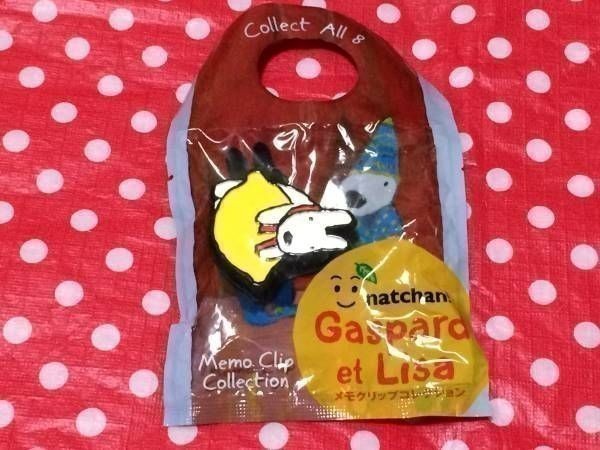 Collect All 8
natchan!
Gaspard
et Lisa
メモクリップコレクション
Memo Clip
Collection